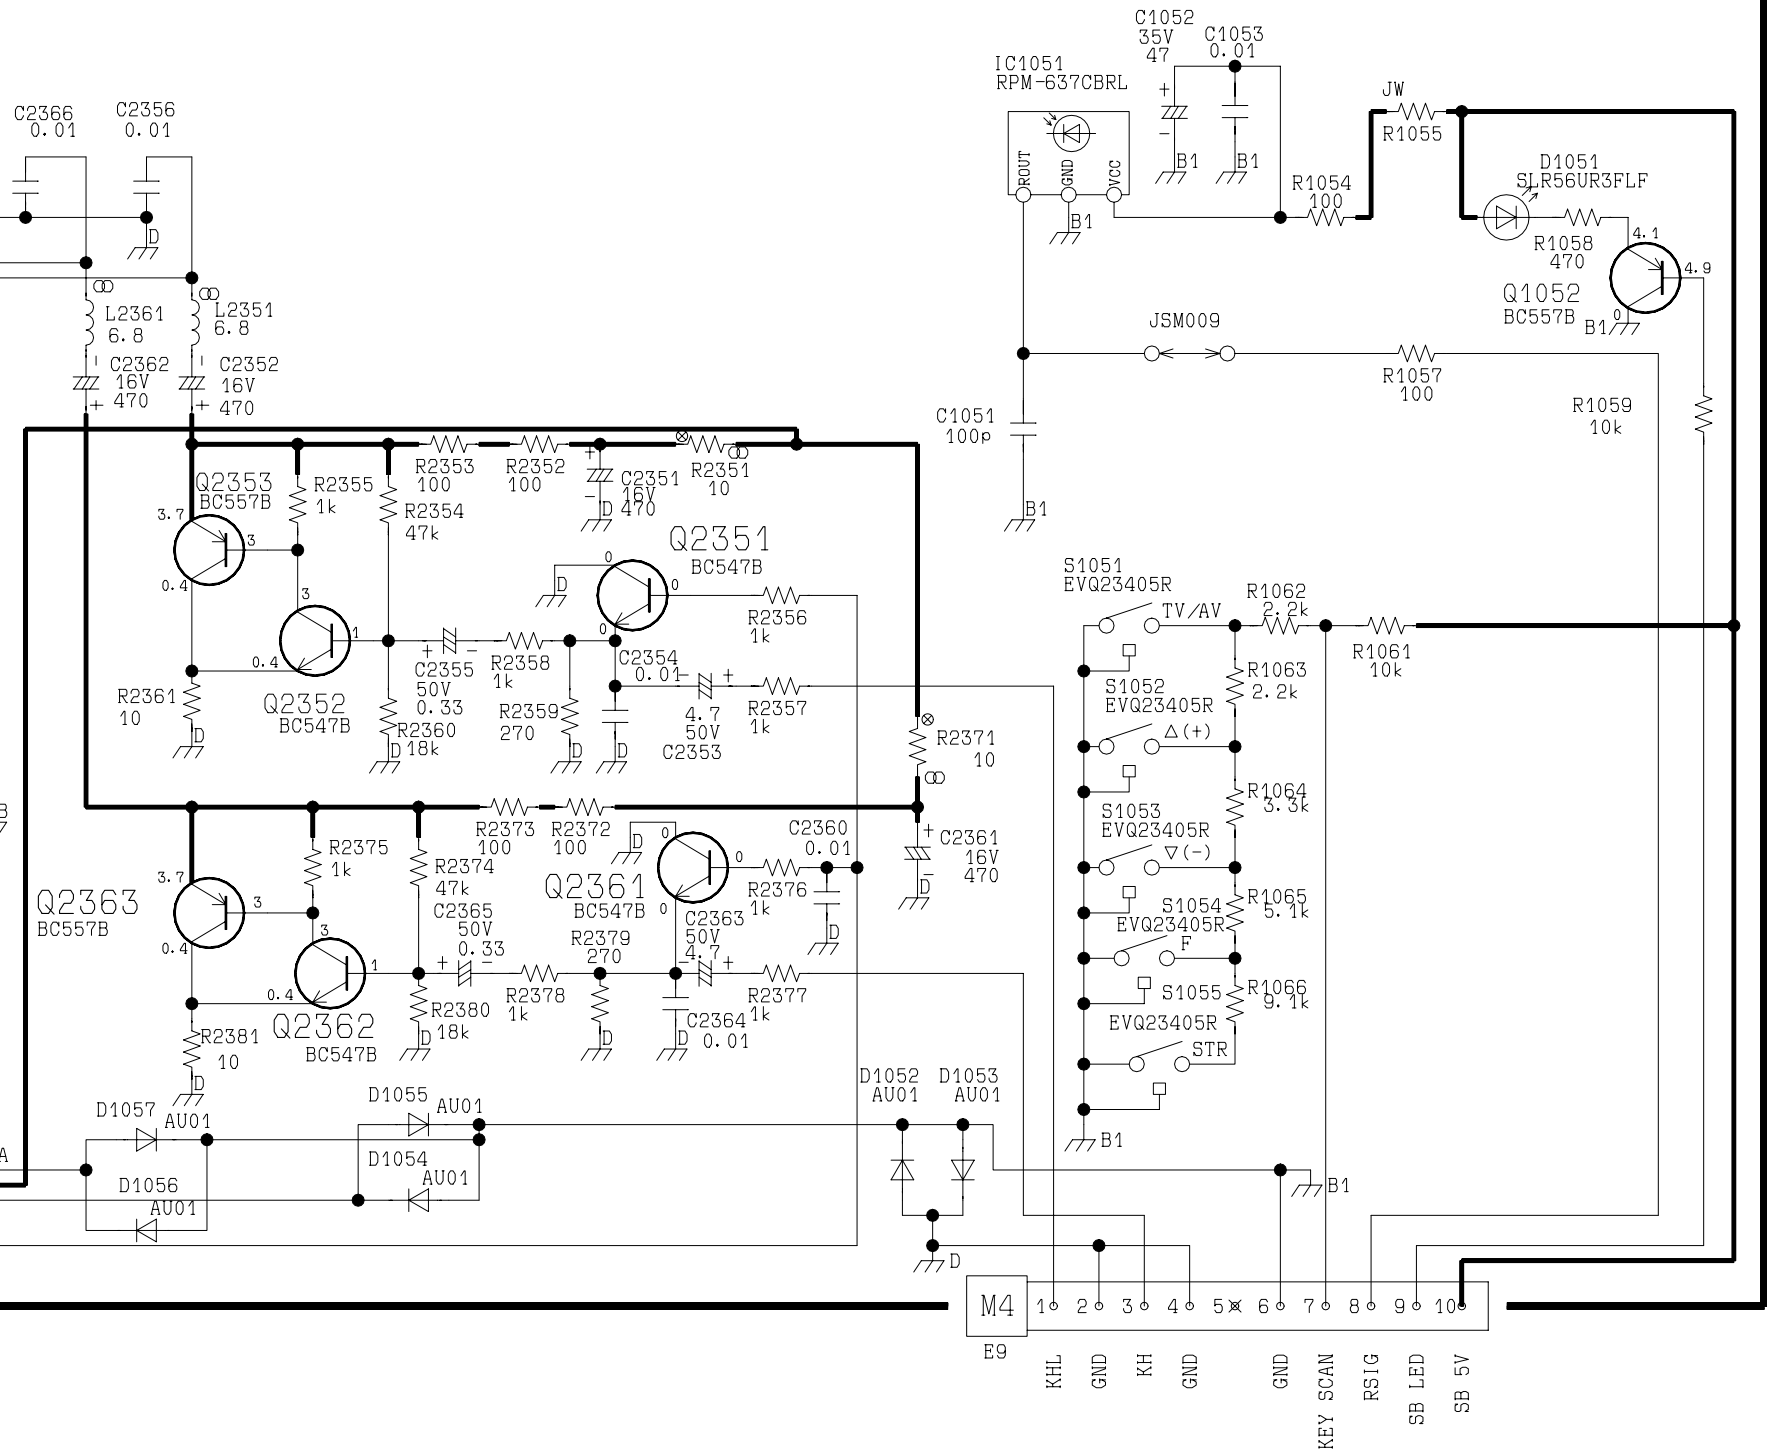 C1052
35V
47
C1053
0.01
IC1051
RPM-637CBRL
ROUT
GND
VCC
B1
B1
B1
JW
R1055
R1054
100
D1051
SLR56UR3FLF
R1058
470
4.1
4.9
0
Q1052
BC557B
B1
C2366
0.01
C2356
0.01
D
L2361
6.8
L2351
6.8
C2362
16V
470
C2352
16V
470
JSM009
R1057
100
R1059
10k
C1051
100p
B1
R2353
100
R2352
100
C2351
16V
470
D
R2351
10
Q2353
BC557B
3.7
3
0.4
R2355
1k
R2354
47k
Q2351
BC547B
0
0
0
D
R2356
1k
3
1
0.4
Q2352
BC547B
C2355
50V
0.33
R2358
1k
C2354
0.01
R2361
10
D
R2360
18k
D
R2359
270
D
D
4.7
50V
C2353
R2357
1k
R2371
10
S1051
EVQ23405R
TV/AV
R1062
2.2k
R1061
10k
R1063
2.2k
S1052
EVQ23405R
△(+)
R1064
3.3k
S1053
EVQ23405R
▽(-)
R1065
5.1k
S1054
EVQ23405R
F
R1066
9.1k
S1055
EVQ23405R
STR
B1
B
R2373
100
R2372
100
D
Q2361
BC547B
0
0
0
R2376
1k
C2360
0.01
D
C2361
16V
470
D
R2375
1k
R2374
47k
Q2363
BC557B
3.7
3
0.4
C2365
50V
0.33
R2379
270
C2363
50V
4.7
3
1
0.4
Q2362
BC547B
R2380
18k
D
R2378
1k
D
D
C2364
0.01
R2377
1k
R2381
10
D
D1057
AU01
D1055
AU01
D1054
AU01
D1056
AU01
A
D1052
AU01
D1053
AU01
B1
D
M4
1 2 3 4 5 6 7 8 9 10
E9
KHL
GND
KH
GND
GND
KEY SCAN
RSIG
SB LED
SB 5V